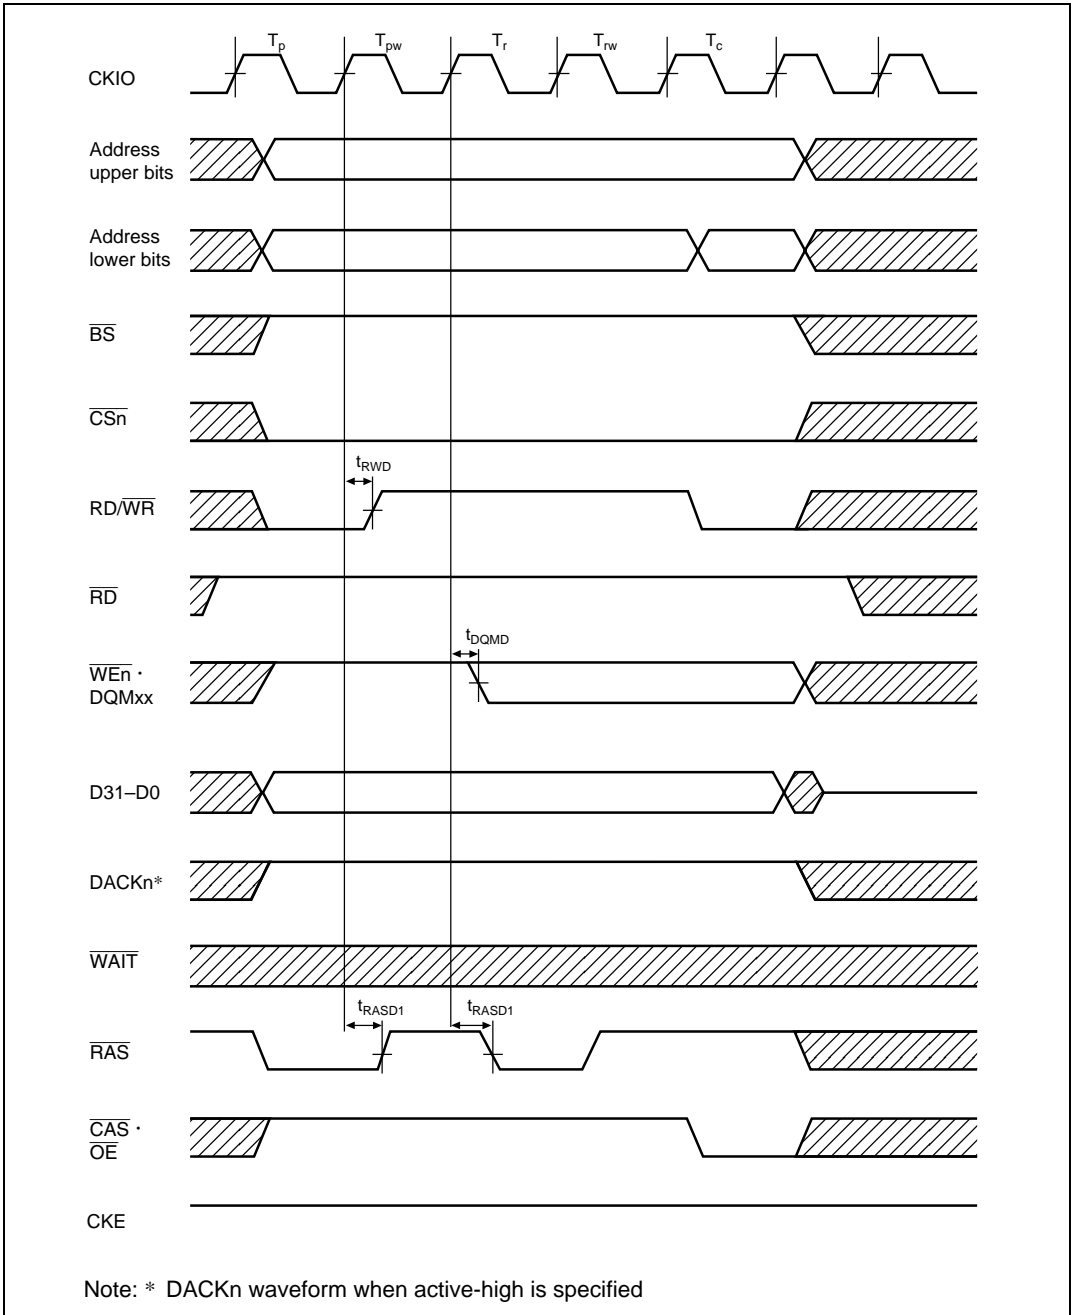 Tp Tpw Tr Trw Tc
CKIO
Address
upper bits
Address
lower bits
BS
CSn
tRWD
RD/WR
RD
tDQMD
WEn ·
DQMxx
D31–D0
DACKn*
WAIT
tRASD1 tRASD1
RAS
CAS ·
OE
CKE
Note: * DACKn waveform when active-high is specified